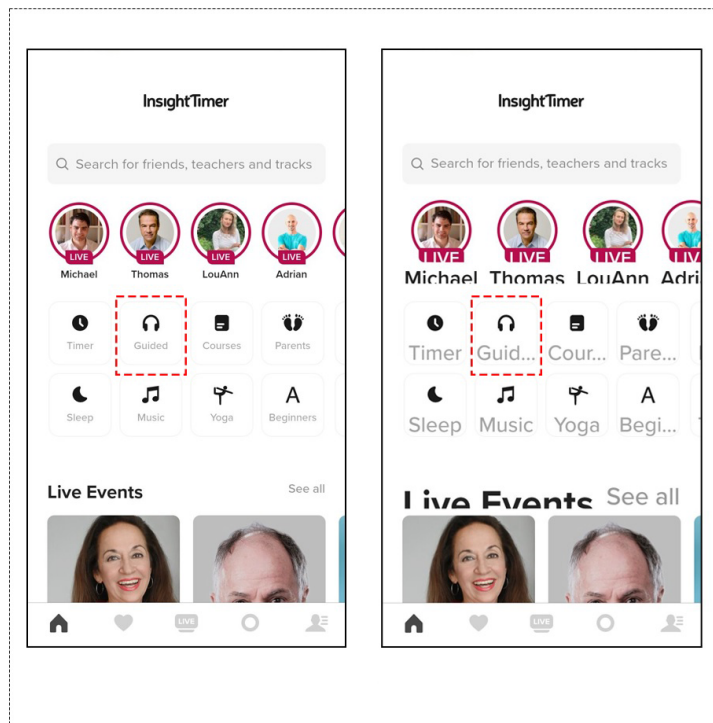 InsightTimer
Search for friends, teachers and tracks
LIVE LIVE LIVE LIVE
Michael Thomas LouAnn Adrian
Timer Guided Courses Parents
Sleep Music Yoga A Beginners
Live Events See all
LIVE
InsightTimer
Search for friends, teachers and tracks
LIVE LIVE LIVE LIV
Michael Thomas LouAnn Adri
Timer Guid... Cour... Pare...
Sleep Music Yoga A Begi...
Live Events See all
LIVE